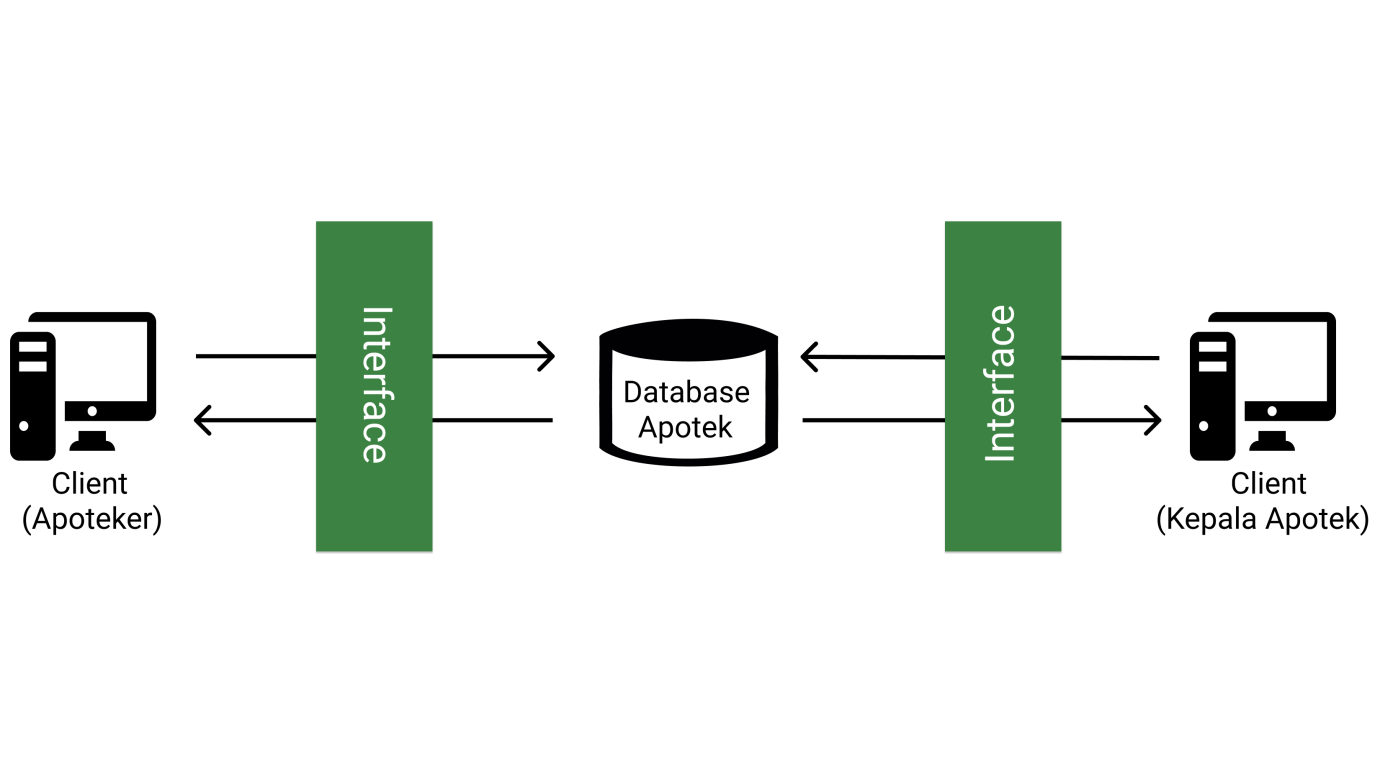 Interface
Interface
Database
Apotek
Client
(Apoteker)
Client
(Kepala Apotek)